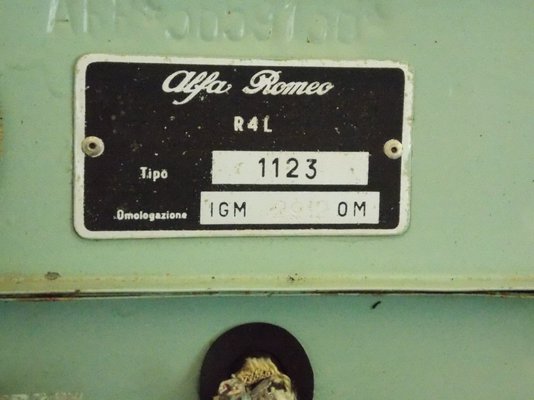 Alfa Romeo
R4L
Tipo 1123
Omologazione IGM OM